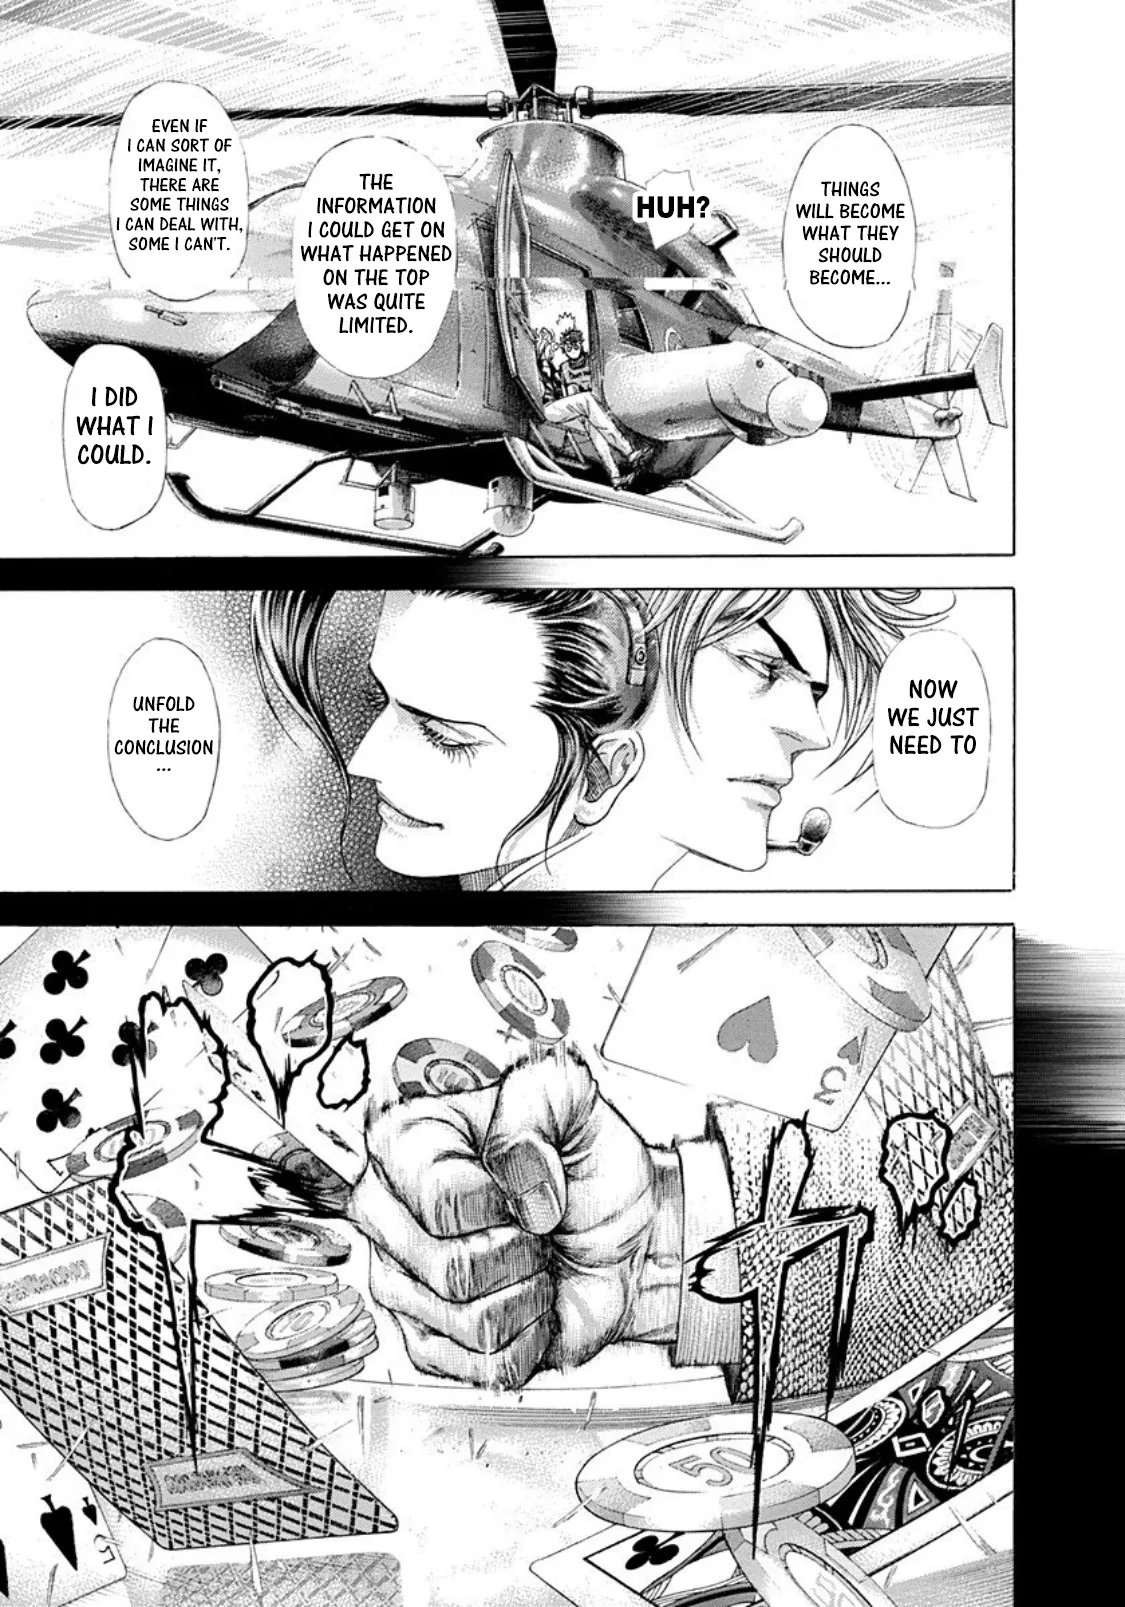 THINGS
WILL BECOME
WHAT THEY
SHOULD
BECOME...
HUH?
THE
INFORMATION
I COULD GET ON
WHAT HAPPENED
ON THE TOP
WAS QUITE
LIMITED.
EVEN IF
I CAN SORT OF
IMAGINE IT,
THERE ARE
SOME THINGS
I CAN DEAL WITH,
SOME I CAN'T.
I DID
WHAT I
COULD.
NOW
WE JUST
NEED TO
UNFOLD
THE
CONCLUSION
...
2
50
5